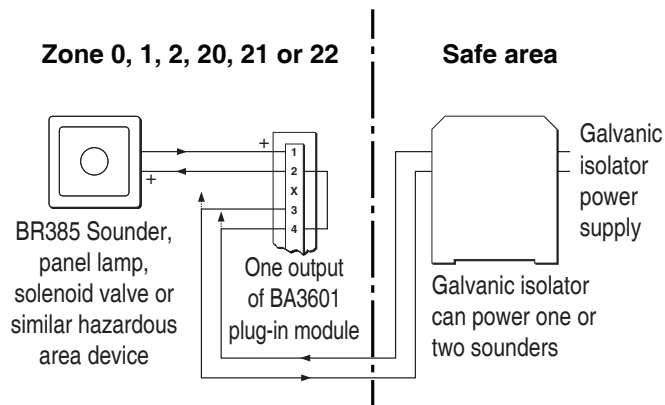 Zone 0, 1, 2, 20, 21 or 22
Safe area
+
1
2
X
3
4
+
BR385 Sounder,
panel lamp,
solenoid valve or
similar hazardous
area device
One output
of BA3601
plug-in module
Galvanic
isolator
power
supply
Galvanic isolator
can power one or
two sounders